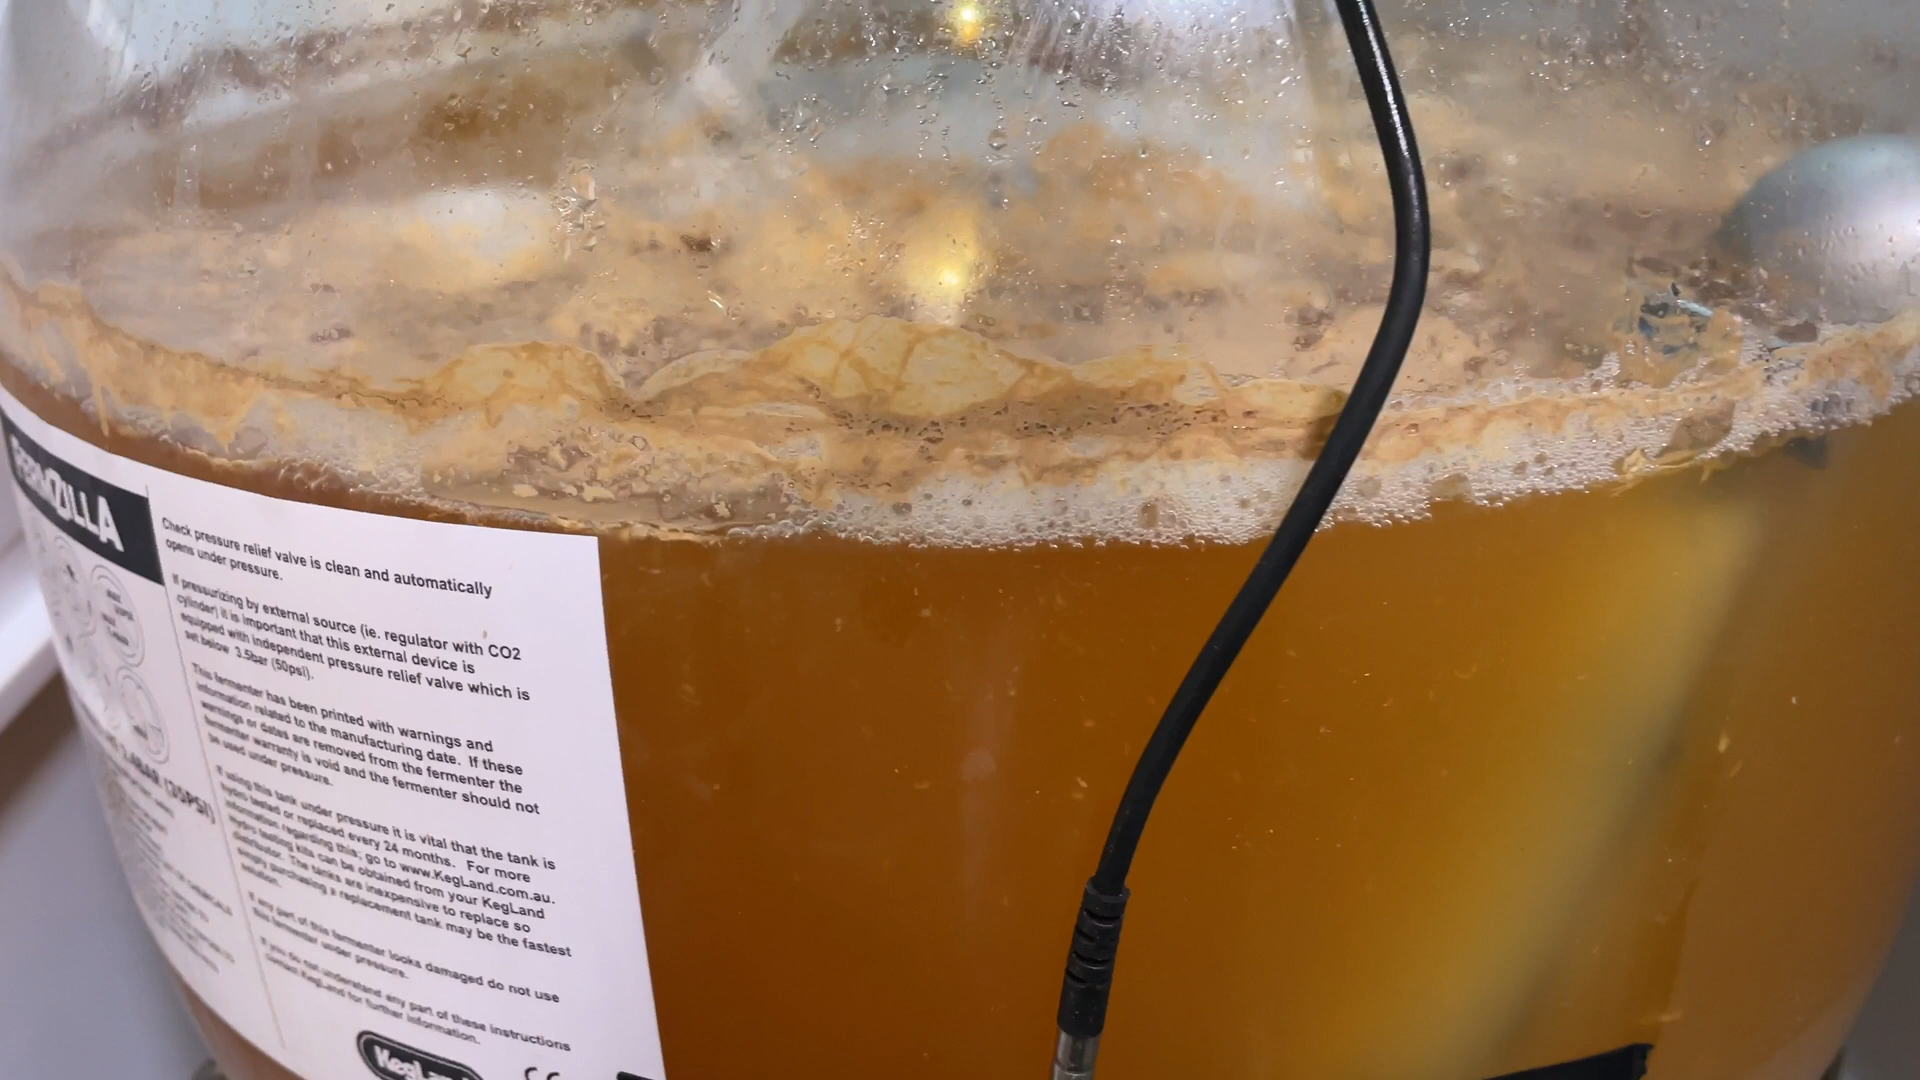 FERMZILLA
Check pressure relief valve is clean and automatically
opens under pressure.
If pressurizing by external source (ie. regulator with CO2
cylinder) it is important that this external device is
equipped with independent pressure relief valve which is
set below 3.5bar (50psi).
This fermenter has been printed with warnings and
information related to the manufacturing date. If these
warnings or dates are removed from the fermenter the
fermenter warranty is void and the fermenter should not
be used under pressure.
If using this tank under pressure it is vital that the tank is
hydro tested or replaced every 24 months. For more
information regarding this; go to www.KegLand.com.au.
Hydro testing kits can be obtained from your KegLand
distributor. The tanks are inexpensive to replace so
simply purchasing a replacement tank may be the fastest
solution.
If any part of this fermenter looks damaged do not use
this fermenter under pressure.
If you do not understand any part of these instructions
Contact KegLand for further information.
2.4BAR (35PSI)
KegLand
CE